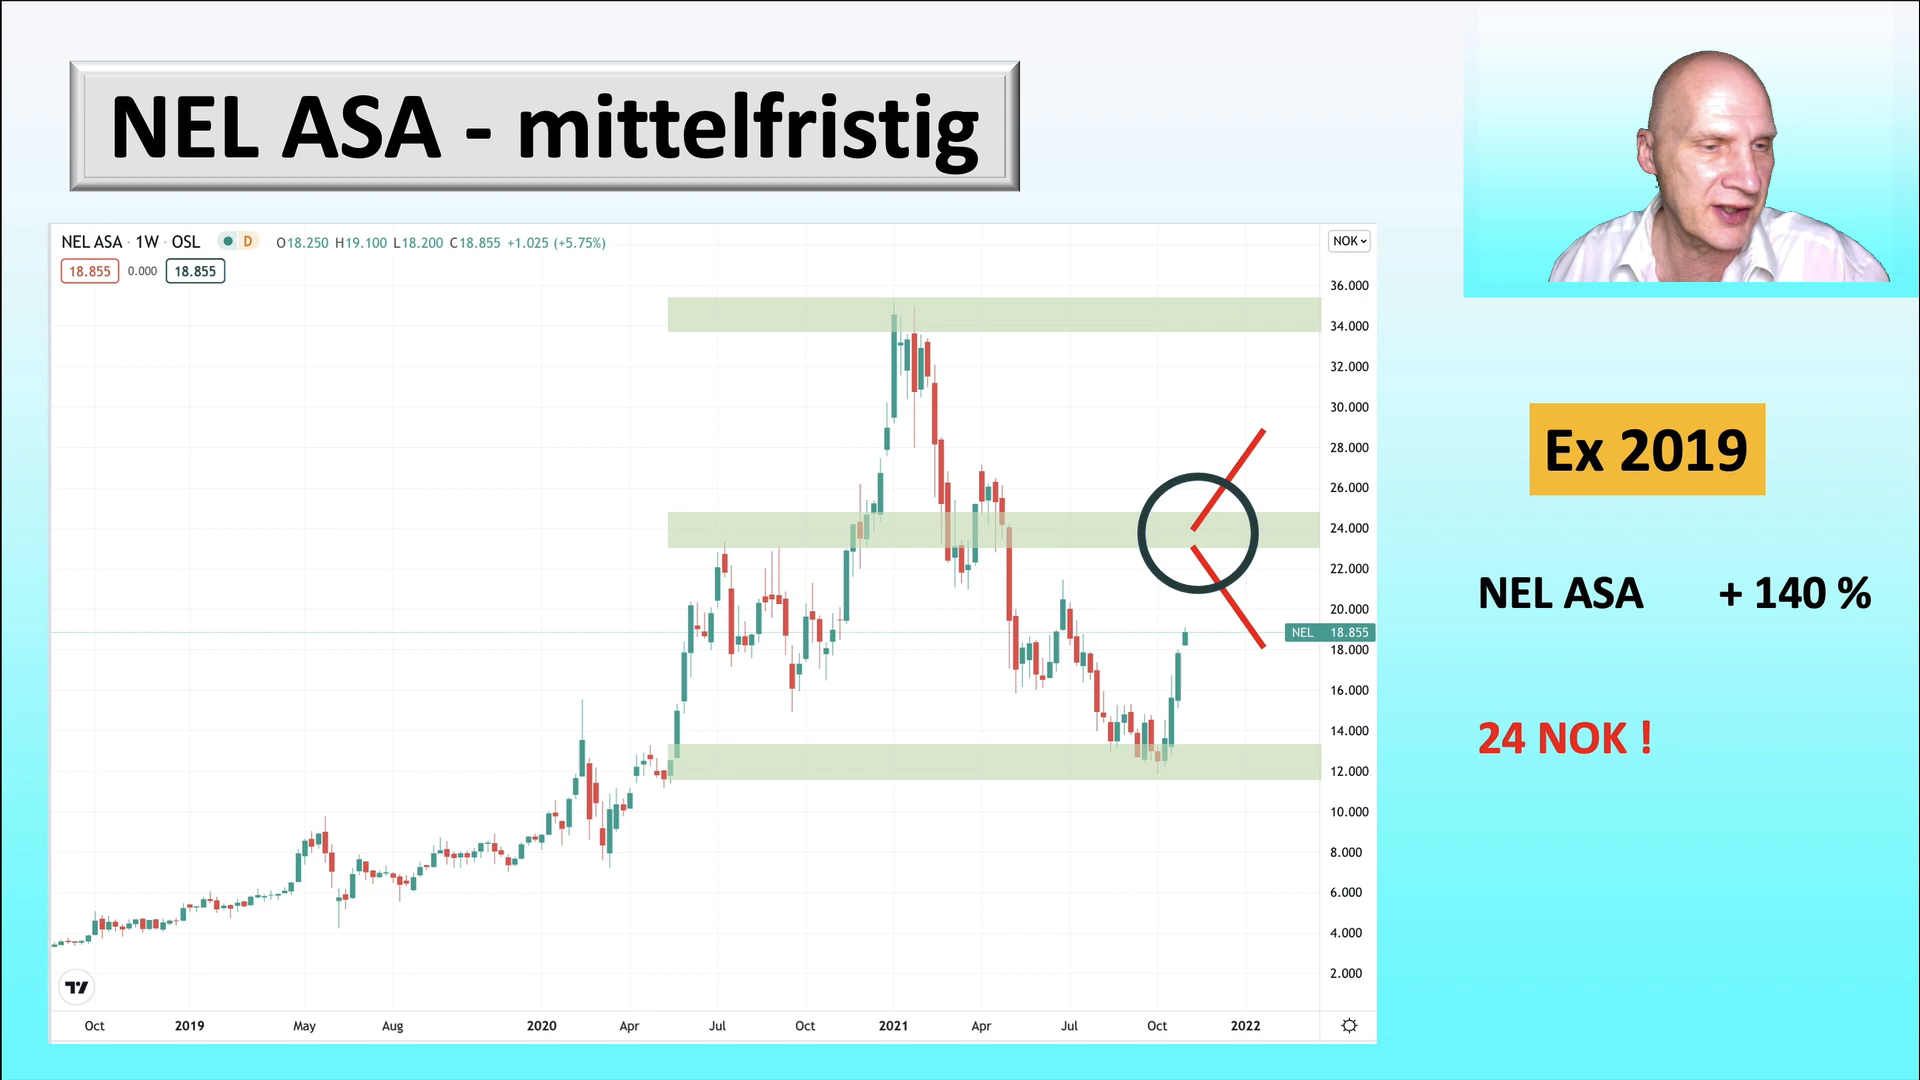 NEL ASA - mittelfristig
NEL ASA · 1W · OSL D O18.250 H19.100 L18.200 C18.855 +1.025 (+5.75%)
NOK
18.855 0.000 18.855
36.000
34.000
32.000
30.000
28.000
26.000
24.000
22.000
20.000
NEL 18.855
18.000
16.000
14.000
12.000
10.000
8.000
6.000
4.000
2.000
Oct 2019 May Aug 2020 Apr Jul Oct 2021 Apr Jul Oct 2022
Ex 2019
NEL ASA + 140 %
24 NOK !